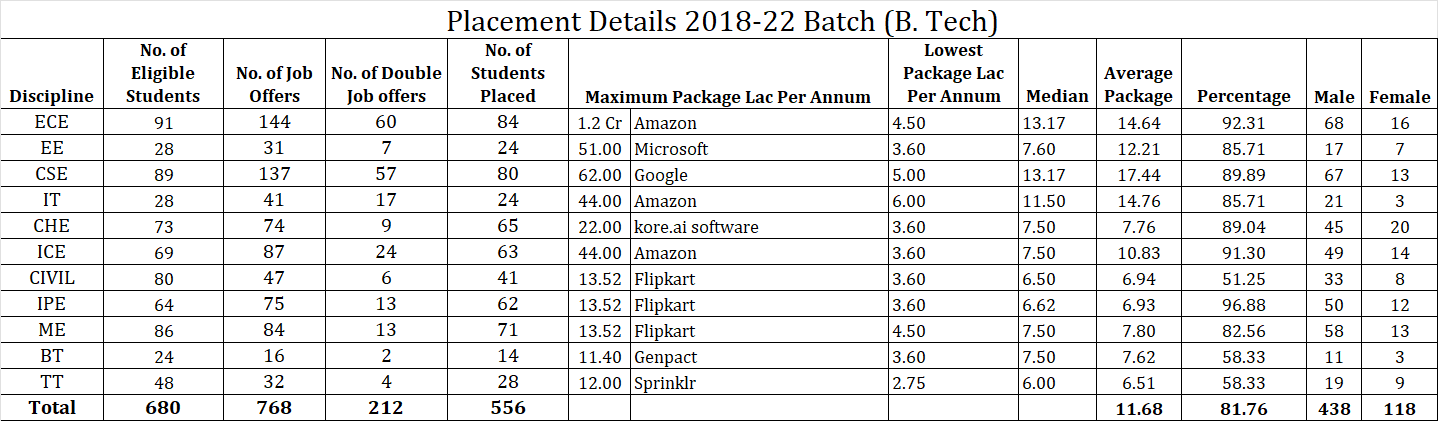 Placement Details 2018-22 Batch (B. Tech)
Discipline No. of Eligible Students No. of Job Offers No. of Double Job offers No. of Students Placed Maximum Package Lac Per Annum Lowest Package Lac Per Annum Median Average Package Percentage Male Female
ECE 91 144 60 84 1.2 Cr Amazon 4.50 13.17 14.64 92.31 68 16
EE 28 31 7 24 51.00 Microsoft 3.60 7.60 12.21 85.71 17 7
CSE 89 137 57 80 62.00 Google 5.00 13.17 17.44 89.89 67 13
IT 28 41 17 24 44.00 Amazon 6.00 11.50 14.76 85.71 21 3
CHE 73 74 9 65 22.00 kore.ai software 3.60 7.50 7.76 89.04 45 20
ICE 69 87 24 63 44.00 Amazon 3.60 7.50 10.83 91.30 49 14
CIVIL 80 47 6 41 13.52 Flipkart 3.60 6.50 6.94 51.25 33 8
IPE 64 75 13 62 13.52 Flipkart 3.60 6.62 6.93 96.88 50 12
ME 86 84 13 71 13.52 Flipkart 4.50 7.50 7.80 82.56 58 13
BT 24 16 2 14 11.40 Genpact 3.60 7.50 7.62 58.33 11 3
TT 48 32 4 28 12.00 Sprinklr 2.75 6.00 6.51 58.33 19 9
Total 680 768 212 556 11.68 81.76 438 118